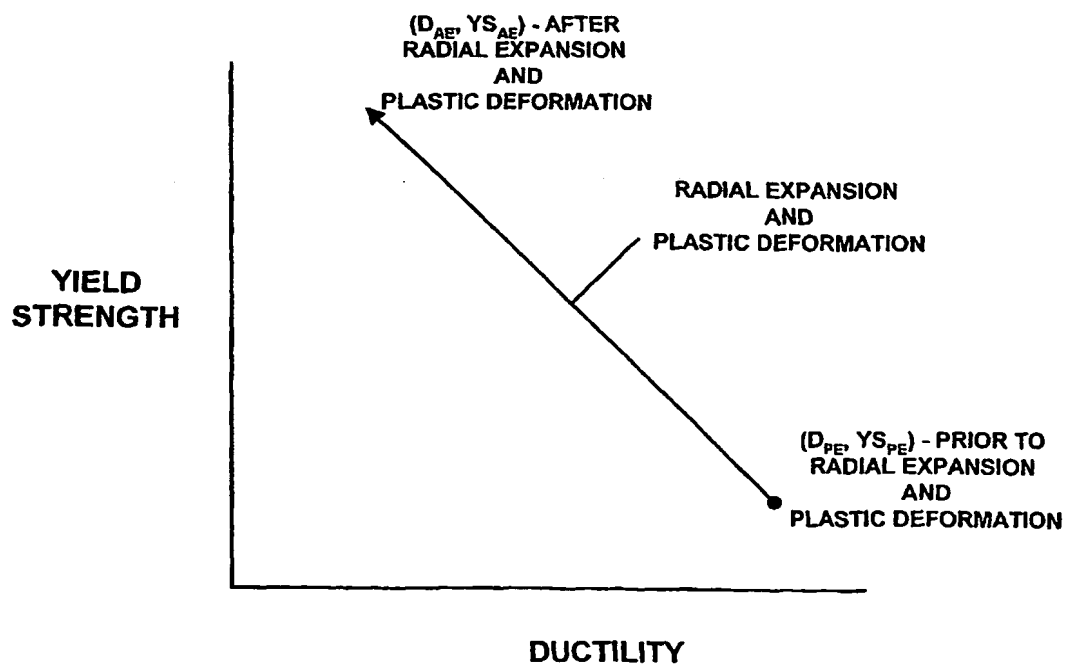 (D_AE, YS_AE) - AFTER
RADIAL EXPANSION
AND
PLASTIC DEFORMATION
RADIAL EXPANSION
AND
PLASTIC DEFORMATION
YIELD
STRENGTH
(D_PE, YS_PE) - PRIOR TO
RADIAL EXPANSION
AND
PLASTIC DEFORMATION
DUCTILITY